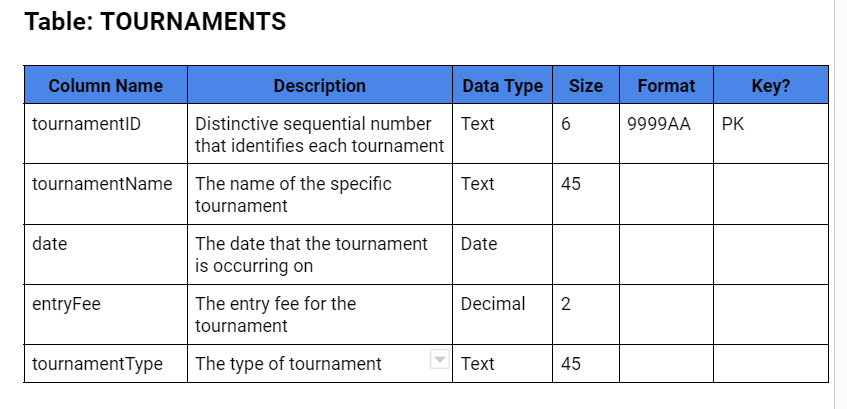 Table: TOURNAMENTS
Column Name Description Data Type Size Format Key?
tournamentID Distinctive sequential number Text 6 9999AA PK
that identifies each tournament
tournamentName The name of the specific Text 45
tournament
date The date that the tournament Date
is occurring on
entryFee The entry fee for the Decimal 2
tournament
tournamentType The type of tournament Text 45